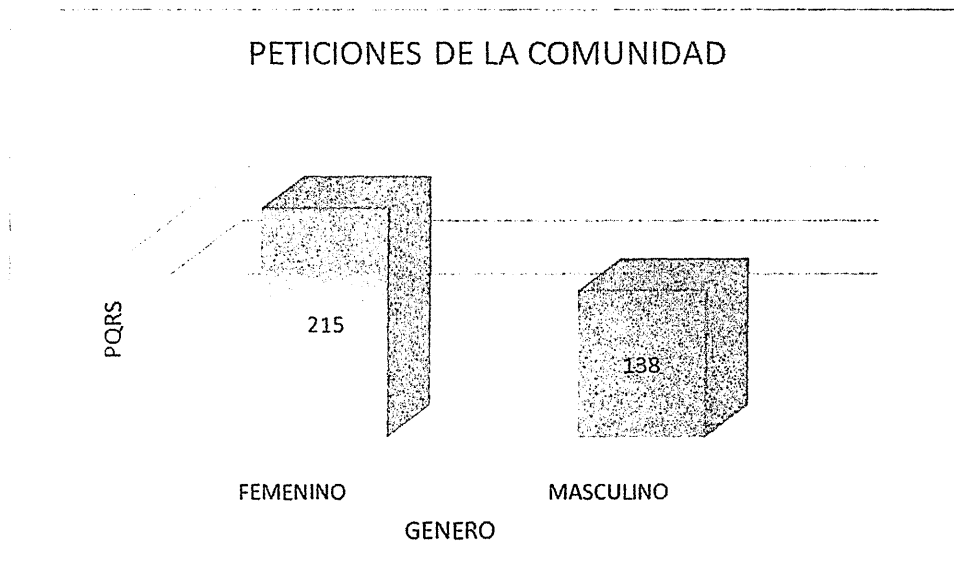 PETICIONES DE LA COMUNIDAD
PQRS
215
138
FEMENINO MASCULINO
GENERO